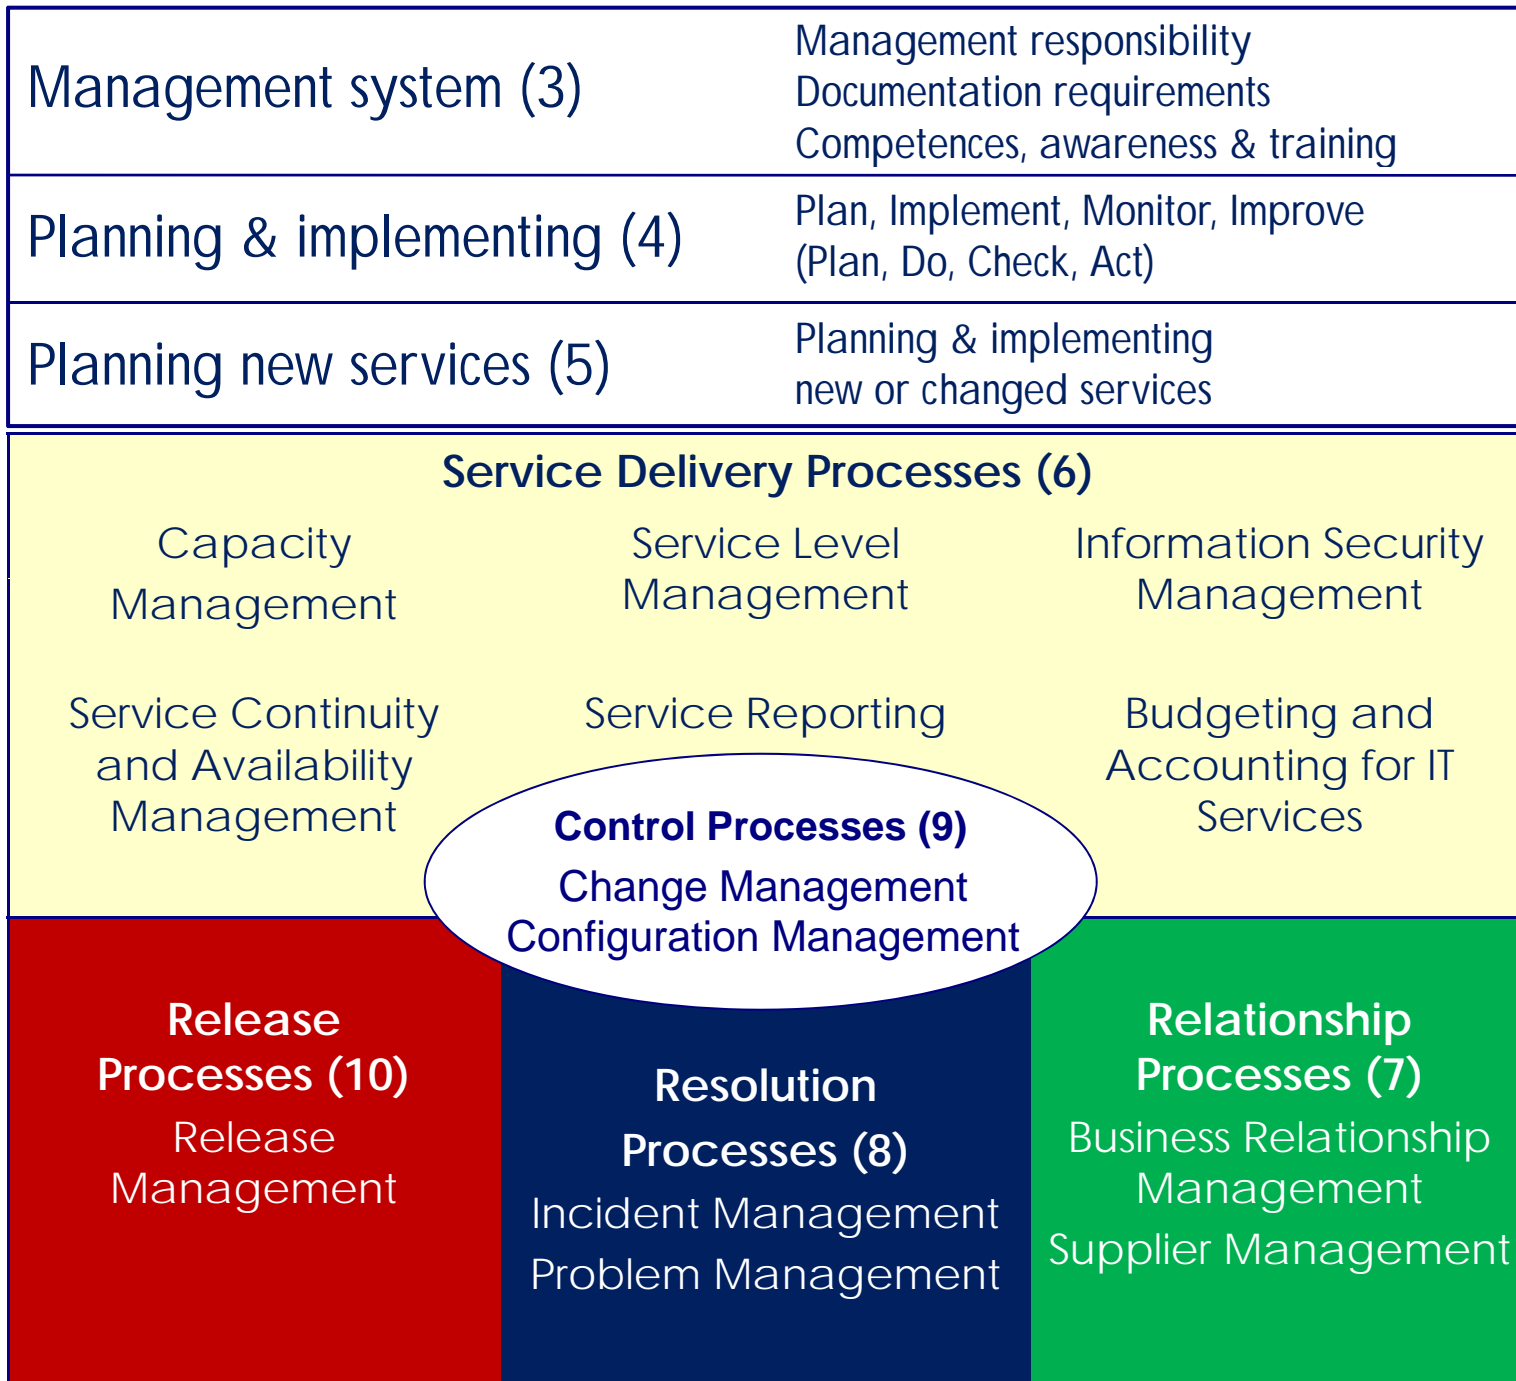 Management system (3)
Management responsibility
Documentation requirements
Competences, awareness & training
Planning & implementing (4)
Plan, Implement, Monitor, Improve
(Plan, Do, Check, Act)
Planning new services (5)
Planning & implementing
new or changed services
Service Delivery Processes (6)
Capacity
Management
Service Level
Management
Information Security
Management
Service Continuity
and Availability
Management
Service Reporting
Budgeting and
Accounting for IT
Services
Control Processes (9)
Change Management
Configuration Management
Release
Processes (10)
Release
Management
Resolution
Processes (8)
Incident Management
Problem Management
Relationship
Processes (7)
Business Relationship
Management
Supplier Management